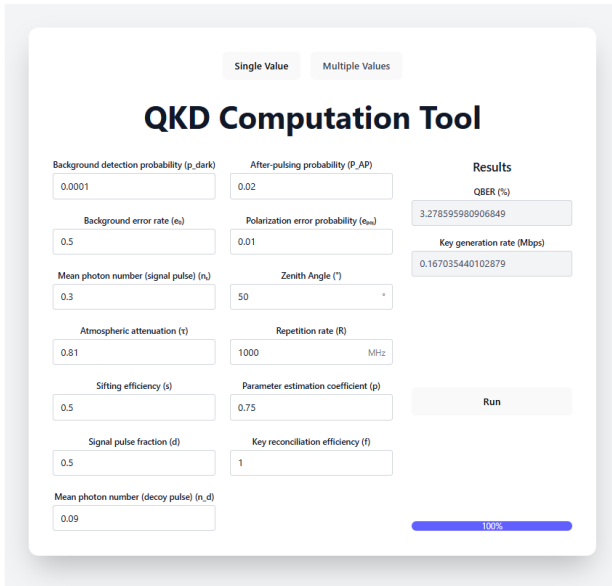 Single Value Multiple Values
QKD Computation Tool
Background detection probability (p_dark)
0.0001
Background error rate (e₀)
0.5
Mean photon number (signal pulse) (nₛ)
0.3
Atmospheric attenuation (τ)
0.81
Sifting efficiency (s)
0.5
Signal pulse fraction (d)
0.5
Mean photon number (decoy pulse) (n_d)
0.09
After-pulsing probability (P_AP)
0.02
Polarization error probability (eₚₒₗ)
0.01
Zenith Angle (°)
50 °
Repetition rate (R)
1000 MHz
Parameter estimation coefficient (p)
0.75
Key reconciliation efficiency (f)
1
Results
QBER (%)
3.278595980906849
Key generation rate (Mbps)
0.167035440102879
Run
100%